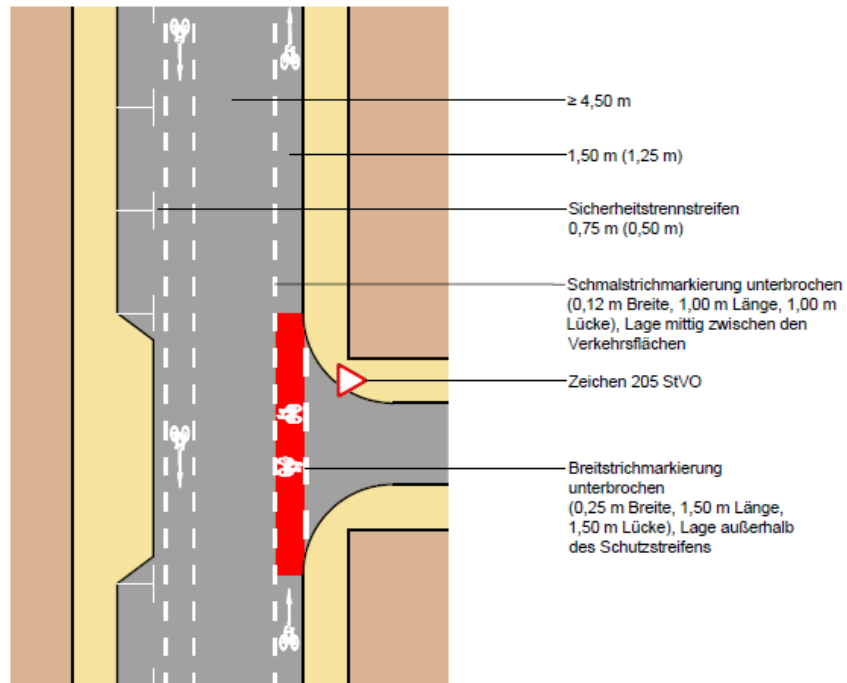 ≥ 4,50 m
1,50 m (1,25 m)
Sicherheitstrennstreifen
0,75 m (0,50 m)
Schmalstrichmarkierung unterbrochen
(0,12 m Breite, 1,00 m Länge, 1,00 m
Lücke), Lage mittig zwischen den
Verkehrsflächen
Zeichen 205 StVO
Breitstrichmarkierung
unterbrochen
(0,25 m Breite, 1,50 m Länge,
1,50 m Lücke), Lage außerhalb
des Schutzstreifens